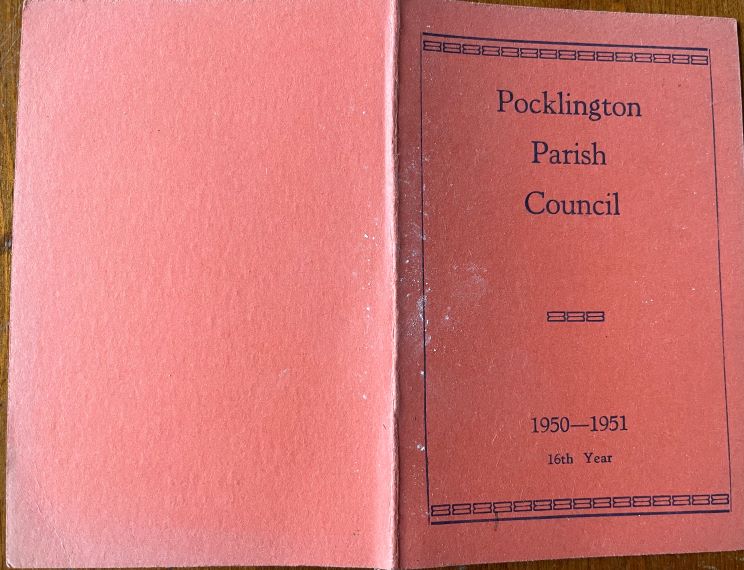 Pocklington
Parish
Council
1950—1951
16th Year